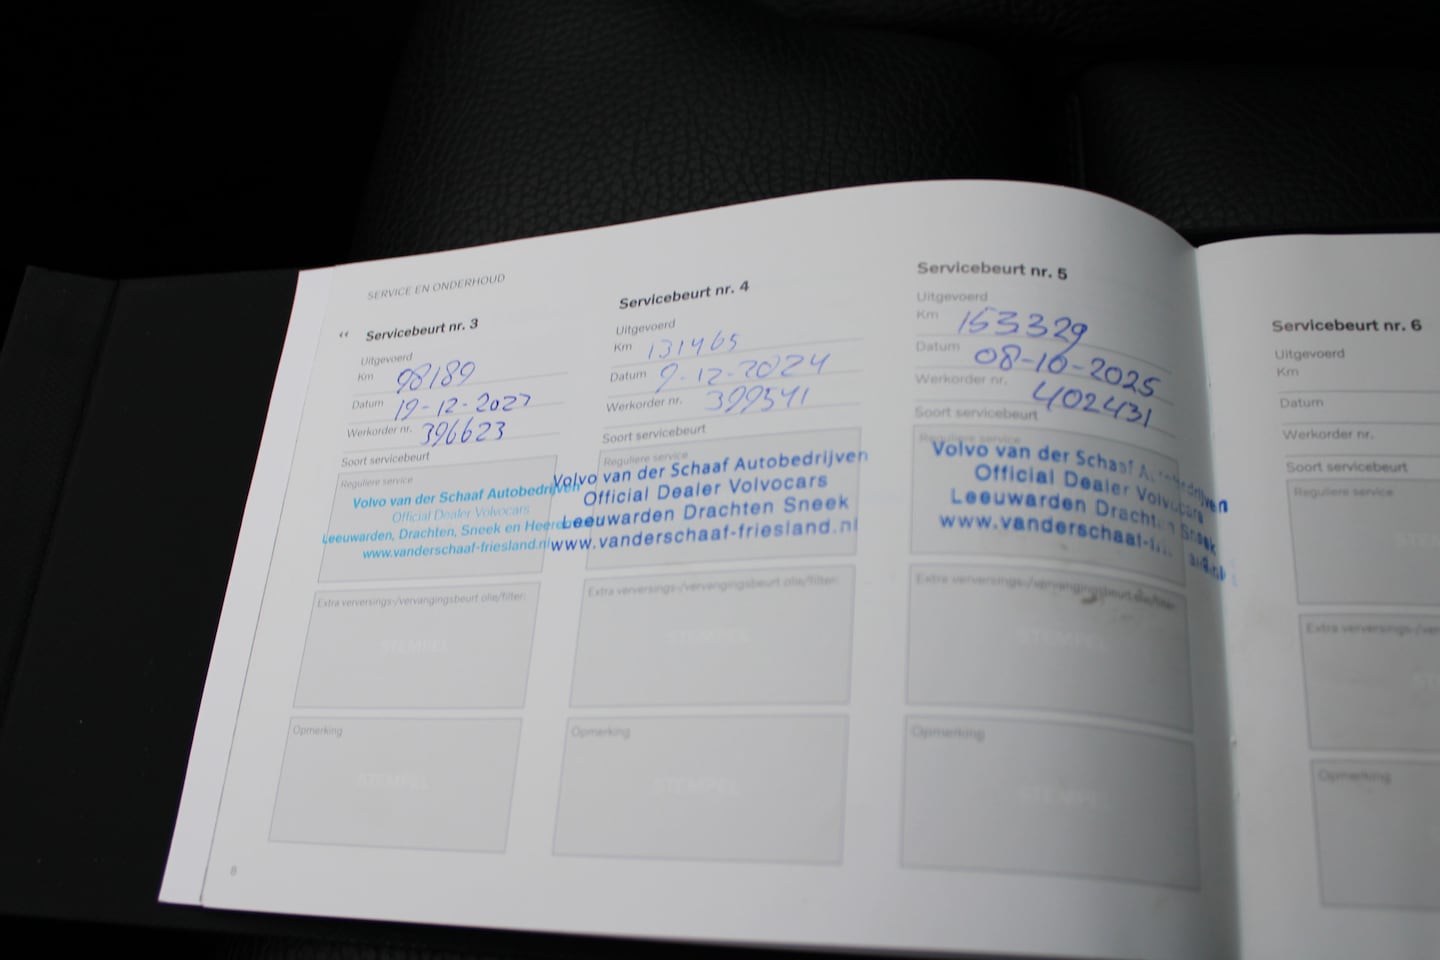 SERVICE EN ONDERHOUD
‹‹ Servicebeurt nr. 3
Uitgevoerd
Km 98189
Datum 19-12-2023
Werkorder nr. 396623
Soort servicebeurt
Reguliere service
Volvo van der Schaaf Autobedrijven
Official Dealer Volvocars
Leeuwarden, Drachten, Sneek en
www.vanderschaaf-friesland.nl
Extra verversings-/vervangingsbeurt olie/filter:
STEMPEL
Opmerking
STEMPEL
8
Servicebeurt nr. 4
Uitgevoerd
Km 131465
Datum 9-12-2024
Werkorder nr. 399541
Soort servicebeurt
Reguliere service
Volvo van der Schaaf Autobedrijven
Official Dealer Volvocars
Leeuwarden Drachten Sneek
www.vanderschaaf-friesland.nl
Extra verversings-/vervangingsbeurt olie/filter:
STEMPEL
Opmerking
STEMPEL
Servicebeurt nr. 5
Uitgevoerd
Km 153329
Datum 08-10-2025
Werkorder nr. 402431
Soort servicebeurt
Reguliere service
Volvo van der Schaaf
Official Dealer Volvocars
Leeuwarden Drachten Sneek
Extra verversings-/vervangingsbeurt olie/filter:
STEMPEL
Opmerking
STEMPEL
Servicebeurt nr. 6
Uitgevoerd
Km
Datum
Werkorder nr.
Soort servicebeurt
Reguliere service
Extra
Opmerking